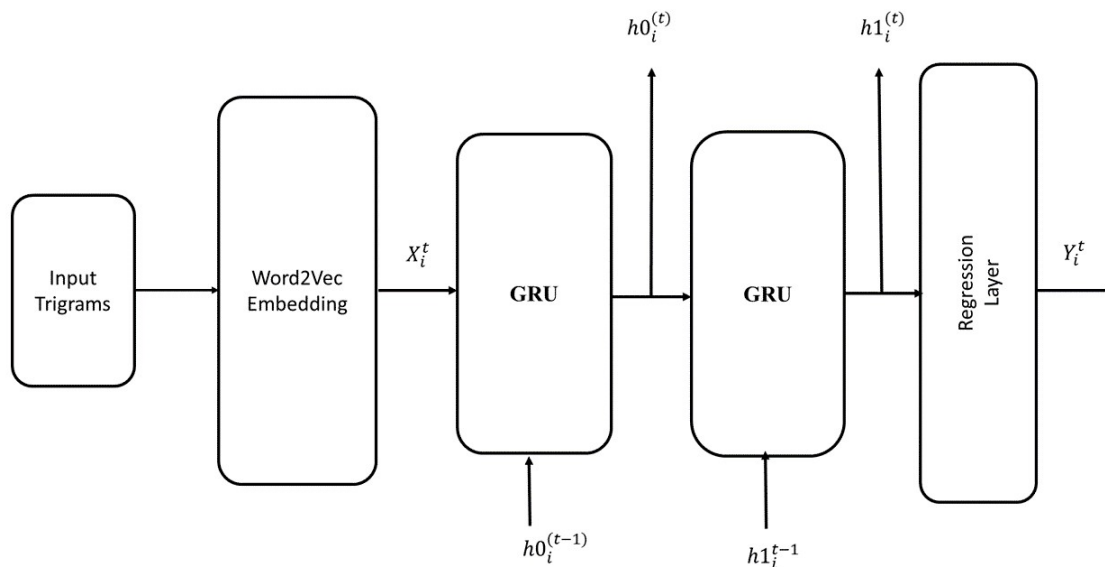 h0_i^{(t)}
h1_i^{(t)}
Input
Trigrams
Word2Vec
Embedding
X_i^t
GRU
GRU
Regression
Layer
Y_i^t
h0_i^{(t-1)}
h1_i^{t-1}